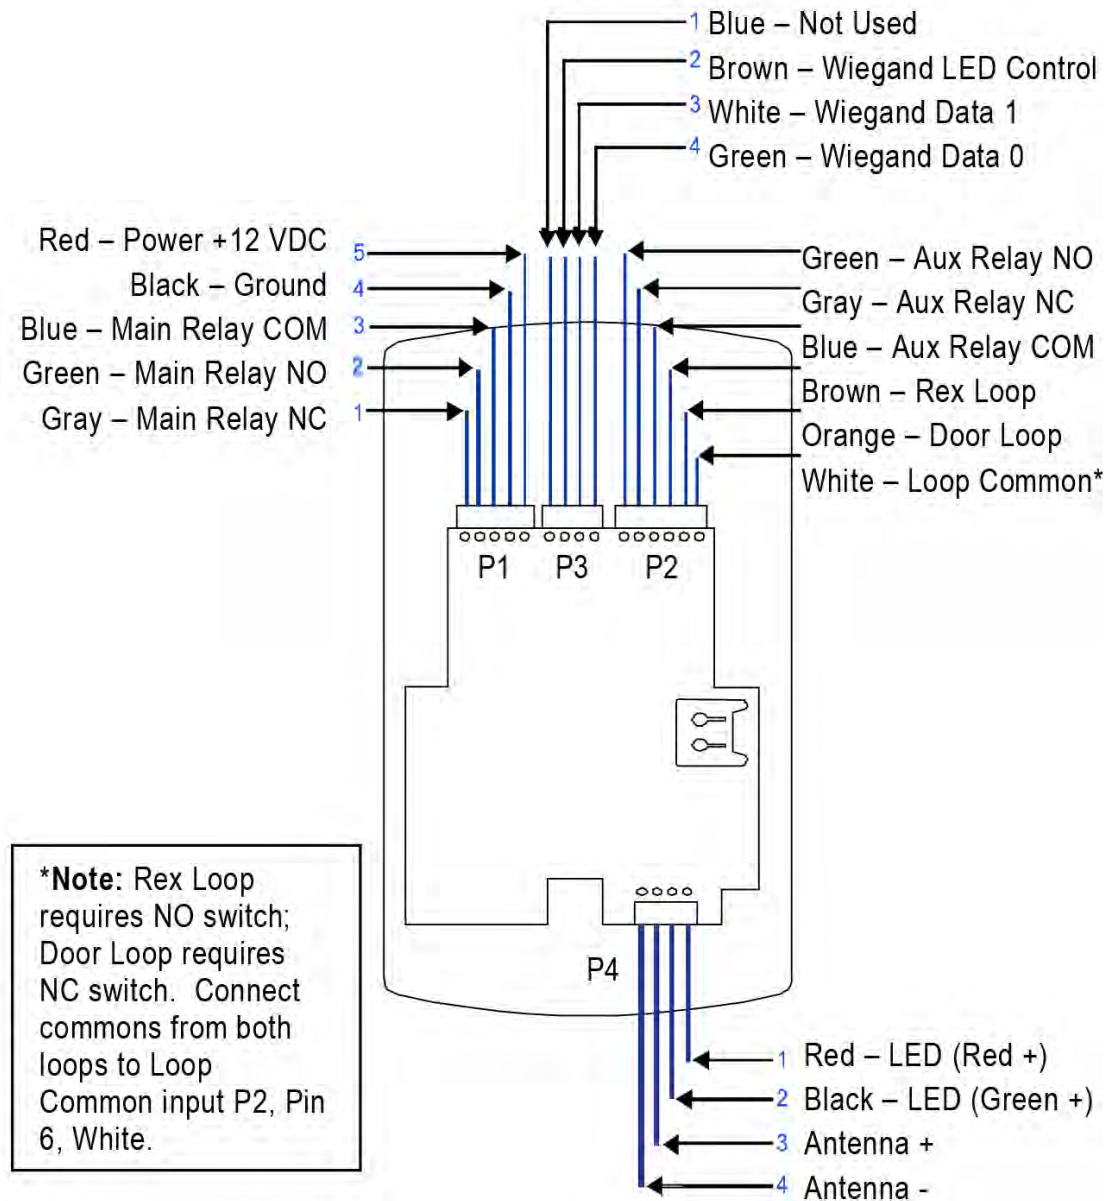 1 Blue – Not Used
2 Brown – Wiegand LED Control
3 White – Wiegand Data 1
4 Green – Wiegand Data 0
Red – Power +12 VDC 5
Black – Ground 4
Blue – Main Relay COM 3
Green – Main Relay NO 2
Gray – Main Relay NC 1
Green – Aux Relay NO
Gray – Aux Relay NC
Blue – Aux Relay COM
Brown – Rex Loop
Orange – Door Loop
White – Loop Common*
P1 P3 P2
*Note: Rex Loop
requires NO switch;
Door Loop requires
NC switch. Connect
commons from both
loops to Loop
Common input P2, Pin
6, White.
P4
1 Red – LED (Red +)
2 Black – LED (Green +)
3 Antenna +
4 Antenna -